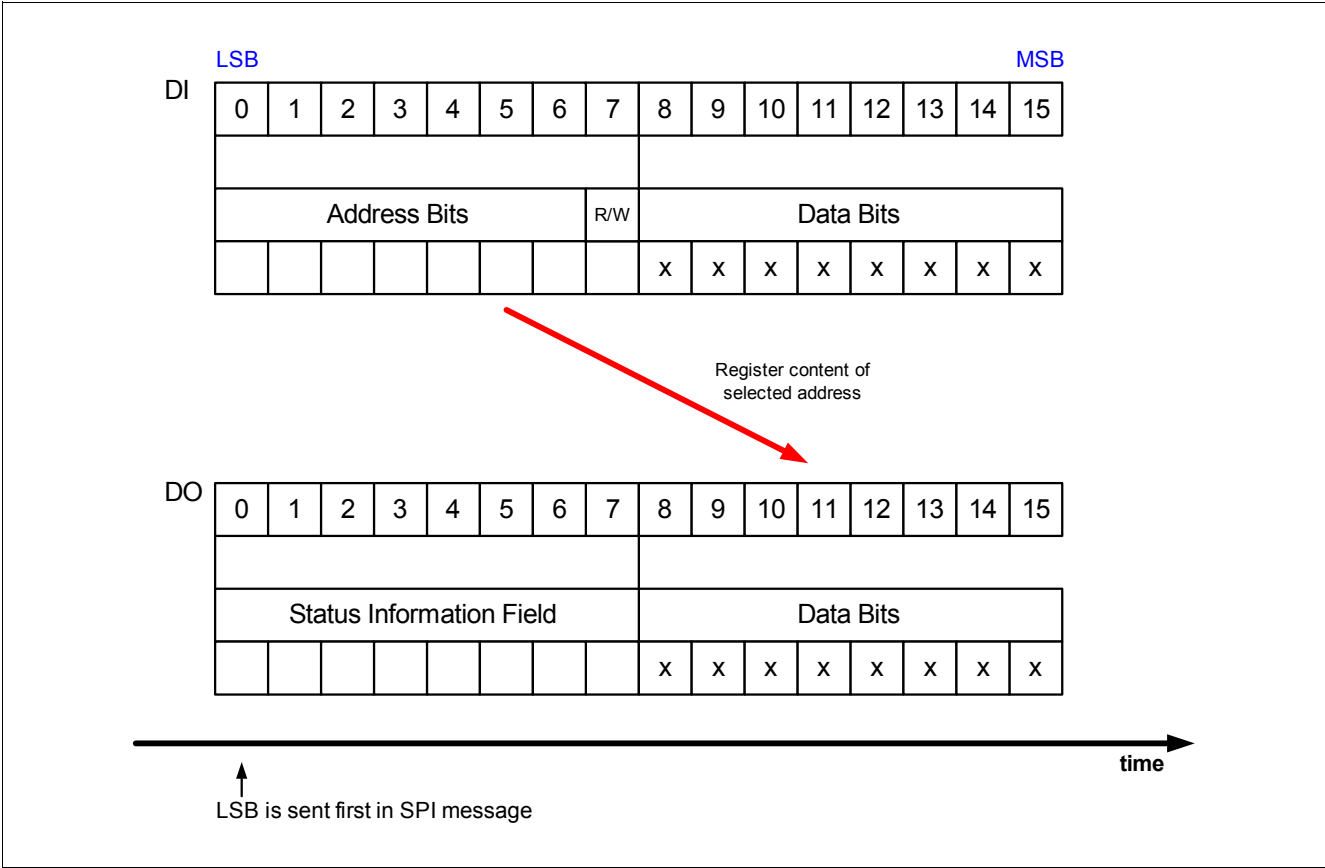 LSB MSB
DI
0 1 2 3 4 5 6 7 8 9 10 11 12 13 14 15
Address Bits R/W Data Bits
x x x x x x x x
Register content of
selected address
DO
0 1 2 3 4 5 6 7 8 9 10 11 12 13 14 15
Status Information Field Data Bits
x x x x x x x x
time
LSB is sent first in SPI message